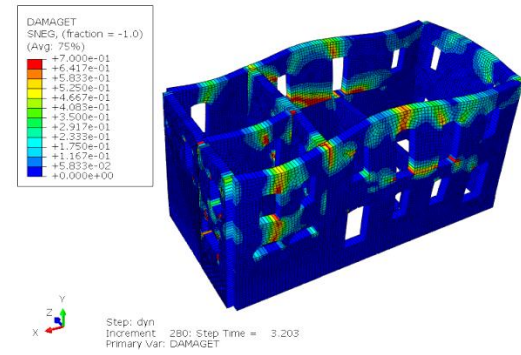 DAMAGET
SNEG, (fraction = -1.0)
(Avg: 75%)
+7.000e-01
+6.417e-01
+5.833e-01
+5.250e-01
+4.667e-01
+4.083e-01
+3.500e-01
+2.917e-01
+2.333e-01
+1.750e-01
+1.167e-01
+5.833e-02
+0.000e+00
Y
Z
X
Step: dyn
Increment 280: Step Time = 3.203
Primary Var: DAMAGET